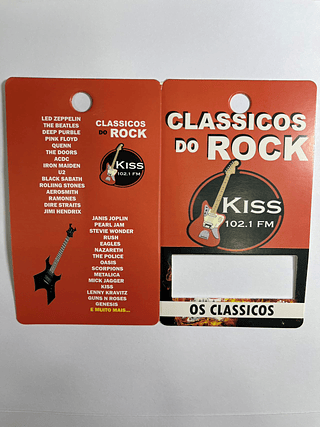 LED ZEPPELIN
THE BEATLES
DEEP PURBLE
PINK FLOYD
QUENN
THE DOORS
ACDC
IRON MAIDEN
U2
BLACK SABATH
ROLIING STONES
AEROSMITH
RAMONES
DIRE STRAITS
JIMI HENDRIX
CLASSICOS
DO ROCK
KISS
102.1 FM
JANIS JOPLIN
PEARL JAM
STEVIE WONDER
RUSH
EAGLES
NAZARETH
THE POLICE
OASIS
SCORPIONS
METALICA
MICK JAGGER
KISS
LENNY KRAVITZ
GUNS N ROSES
GENESIS
E MUITO MAIS...
CLASSICOS
DO ROCK
KISS
102.1 FM
OS CLASSICOS